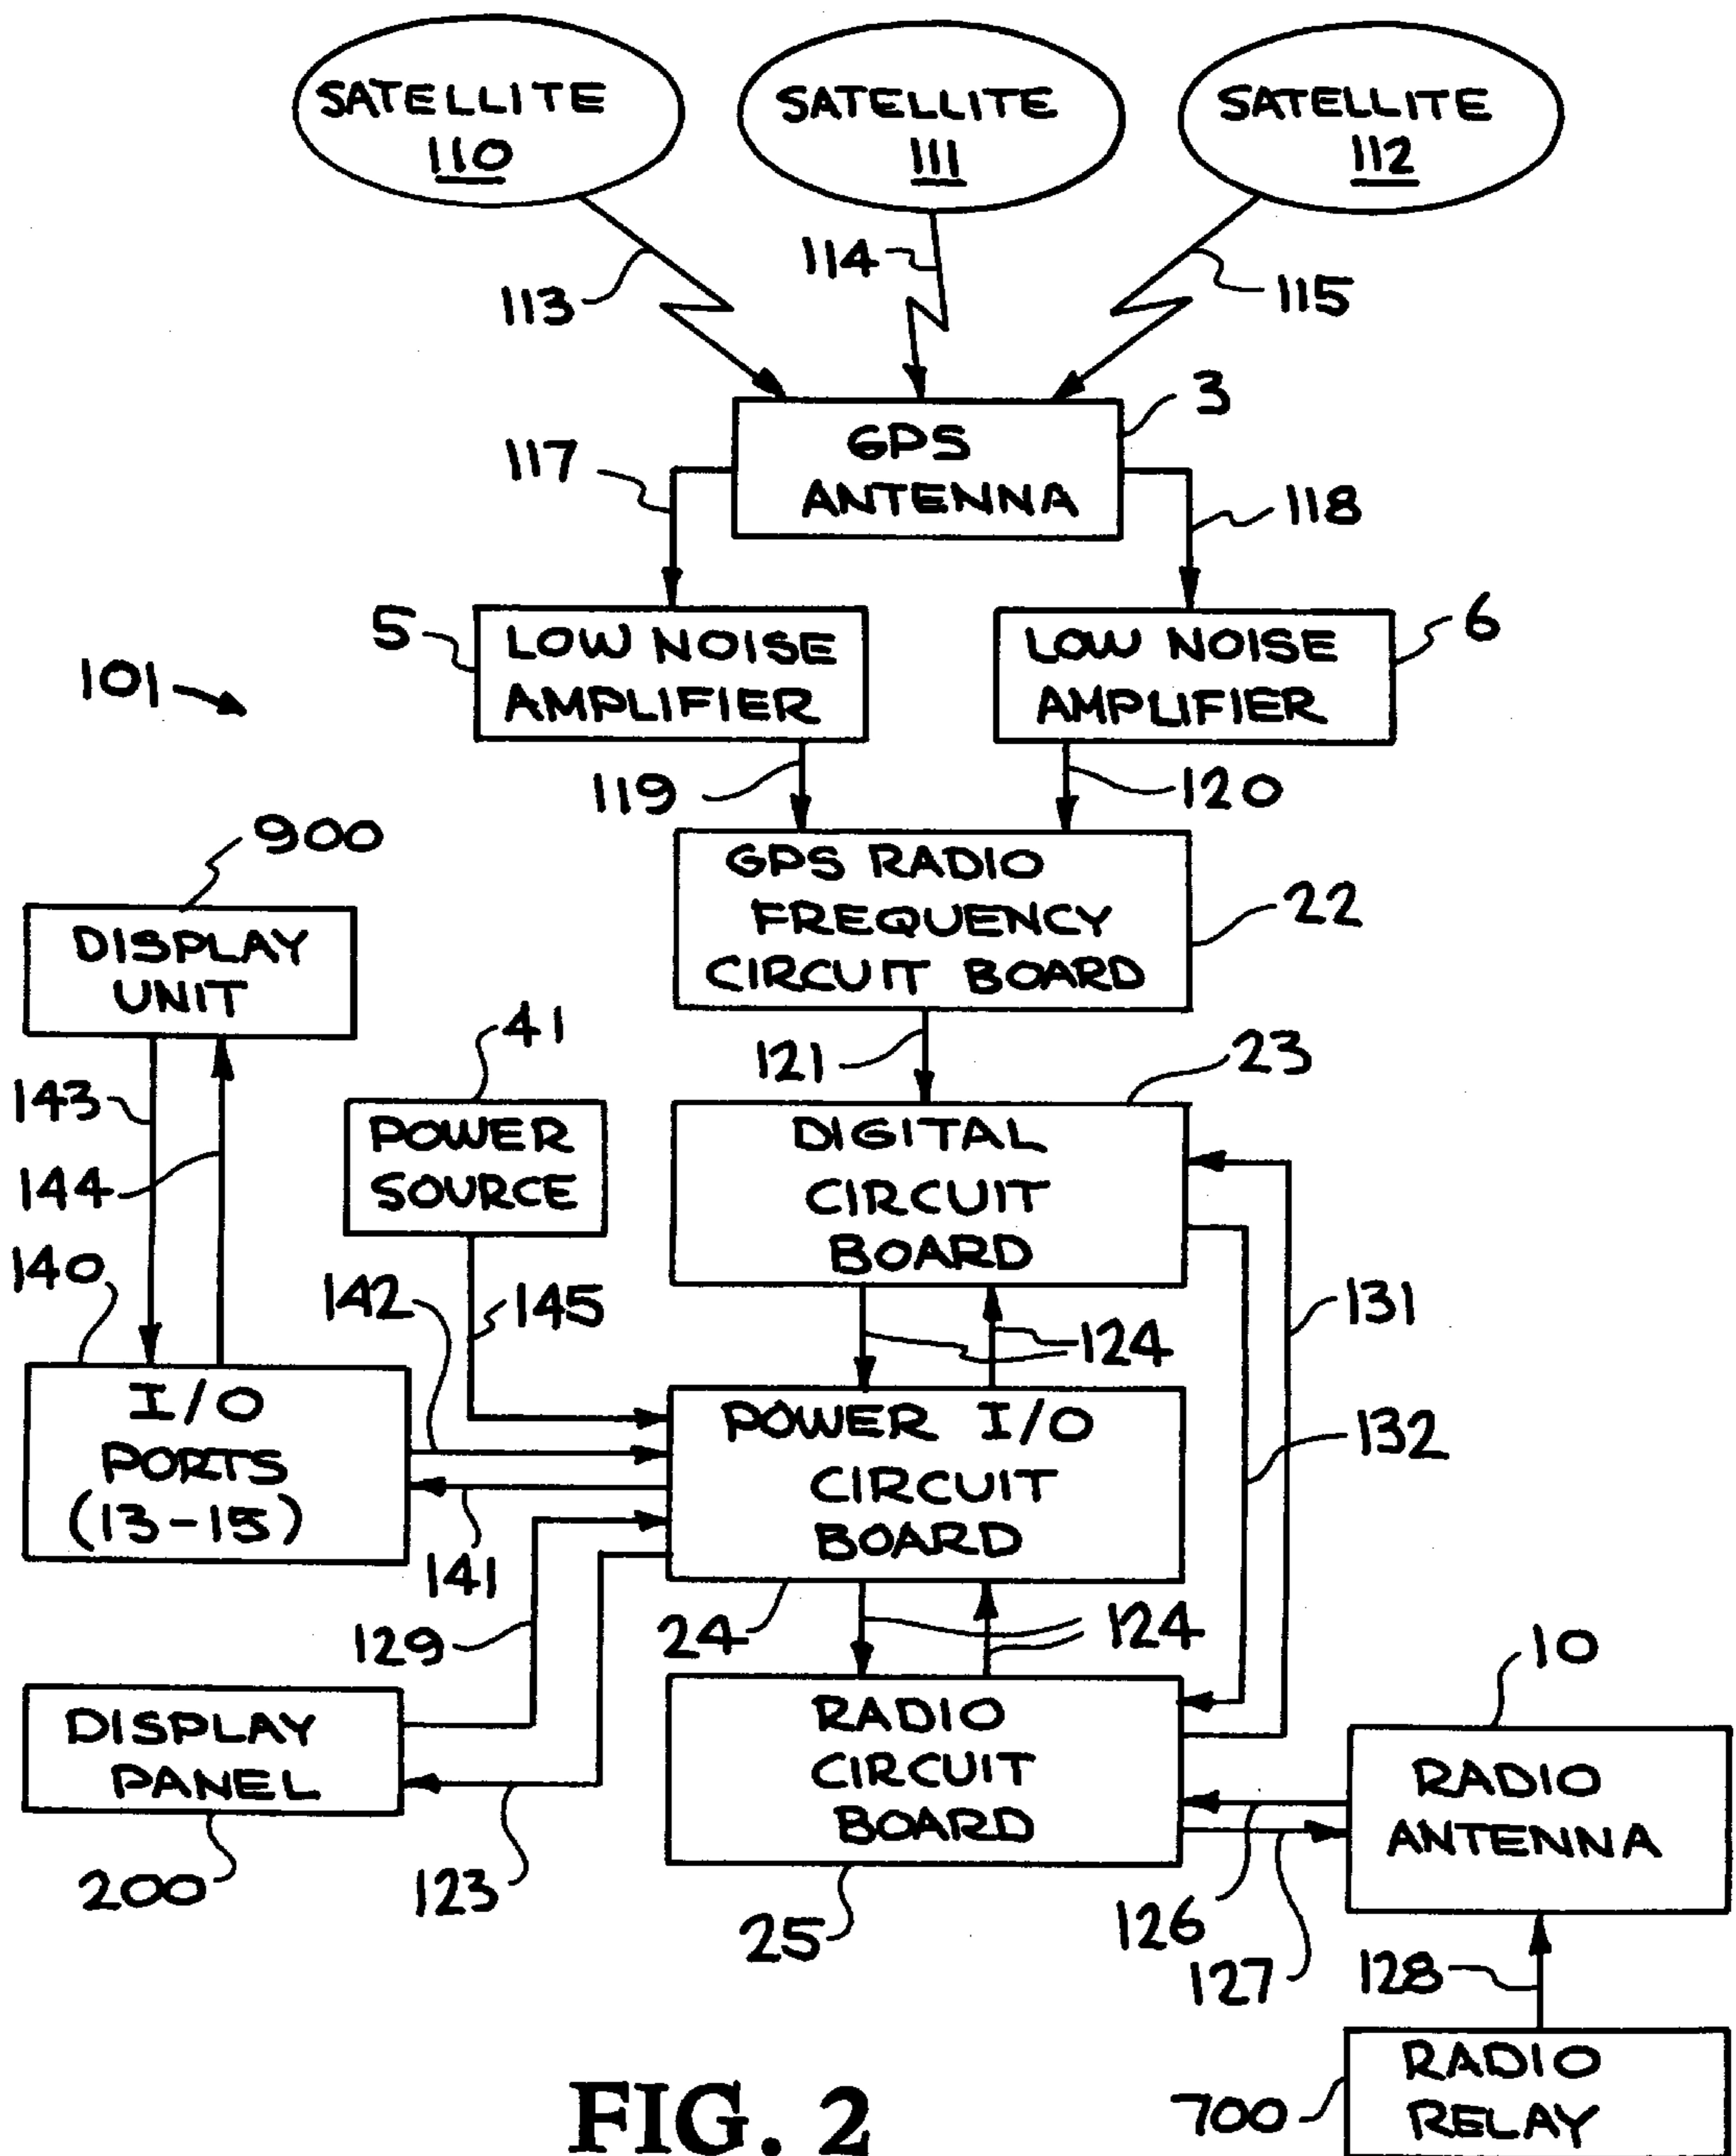 SATELLITE
110
SATELLITE
111
SATELLITE
112
113
114
115
GPS
ANTENNA
3
117
118
5
LOW NOISE
AMPLIFIER
LOW NOISE
AMPLIFIER
6
101
119
120
900
GPS RADIO
FREQUENCY
CIRCUIT BOARD
22
DISPLAY
UNIT
41
121
23
143
POWER
SOURCE
DIGITAL
CIRCUIT
BOARD
144
140
142
145
124
131
I/O
PORTS
(13-15)
POWER I/O
CIRCUIT
BOARD
132
141
129
24
124
10
DISPLAY
PANEL
RADIO
CIRCUIT
BOARD
RADIO
ANTENNA
200
123
25
126
127
128
700
RADIO
RELAY
FIG. 2